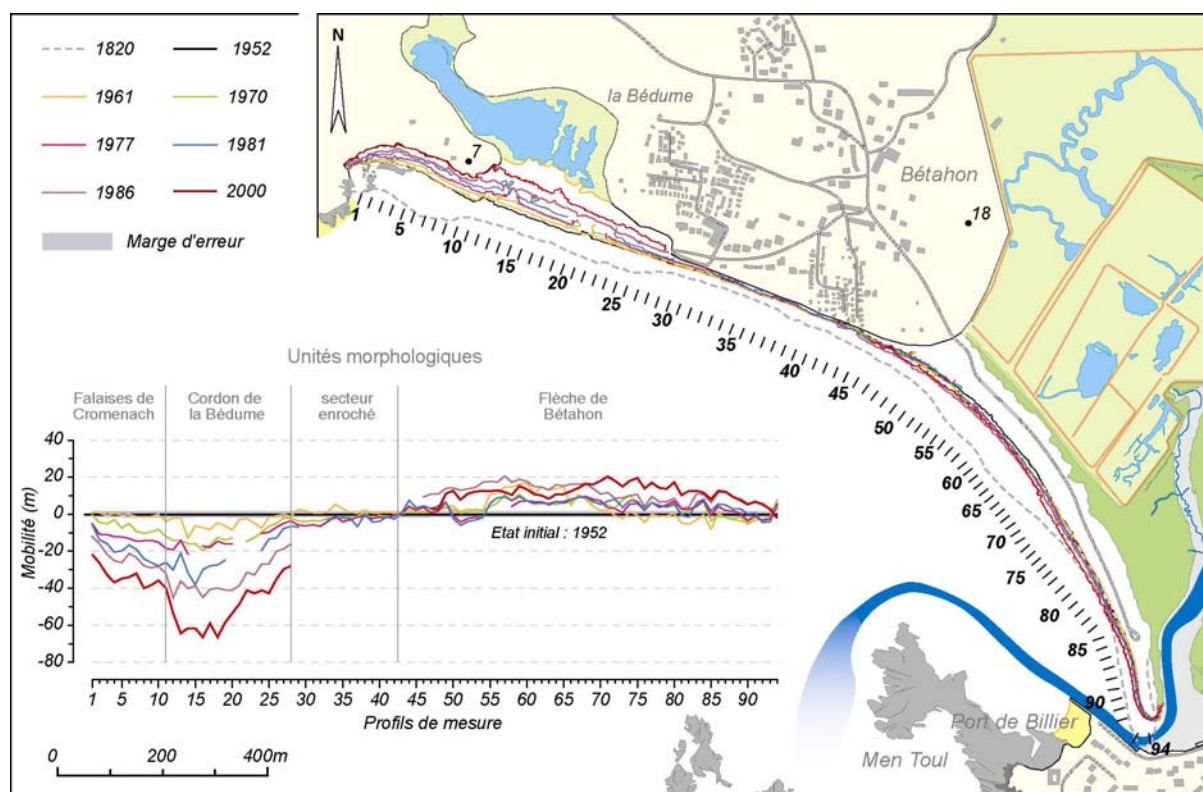 1820
1952
1961
1970
1977
1981
1986
2000
Marge d'erreur
N
la Bédume
Bétahon
7
18
1
5
10
15
20
25
30
35
40
45
50
55
60
65
70
75
80
85
90
94
Port de Billier
Men Toul
Unités morphologiques
Falaises de
Cromenach
Cordon de
la Bédume
secteur
enroché
Flèche de
Bétahon
Mobilité (m)
40
20
0
-20
-40
-60
-80
Etat initial : 1952
1 5 10 15 20 25 30 35 40 45 50 55 60 65 70 75 80 85 90
Profils de mesure
0 200 400m